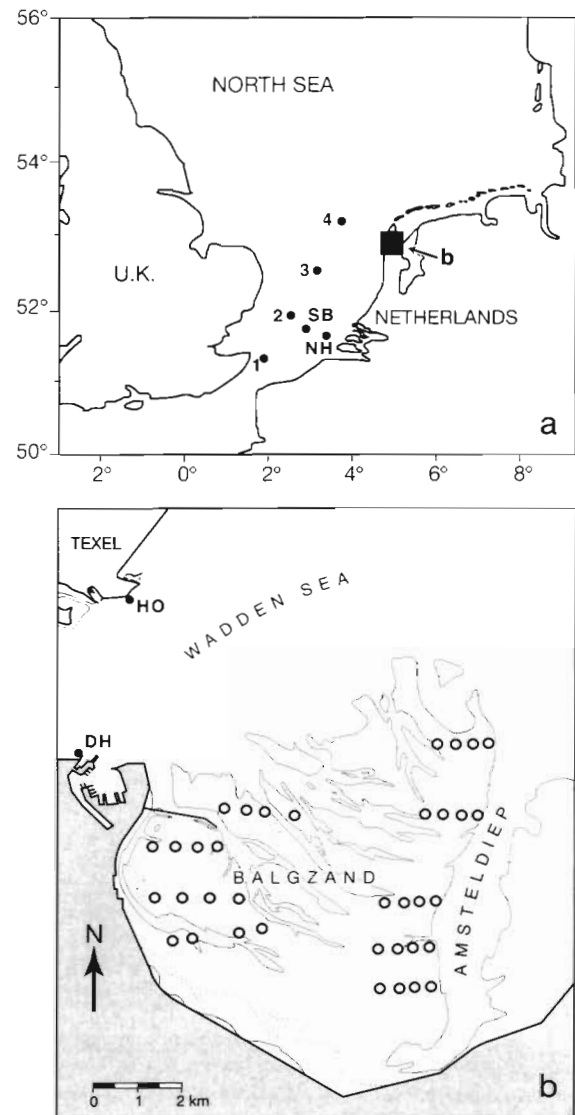 56°
NORTH SEA
54°
4
b
3
U.K.
52°
2
SB
NETHERLANDS
NH
1
50°
a
2° 0° 2° 4° 6° 8°
TEXEL
HO
WADDEN SEA
DH
BALGZAND
AMSTELDIEP
N
0 1 2 km
b